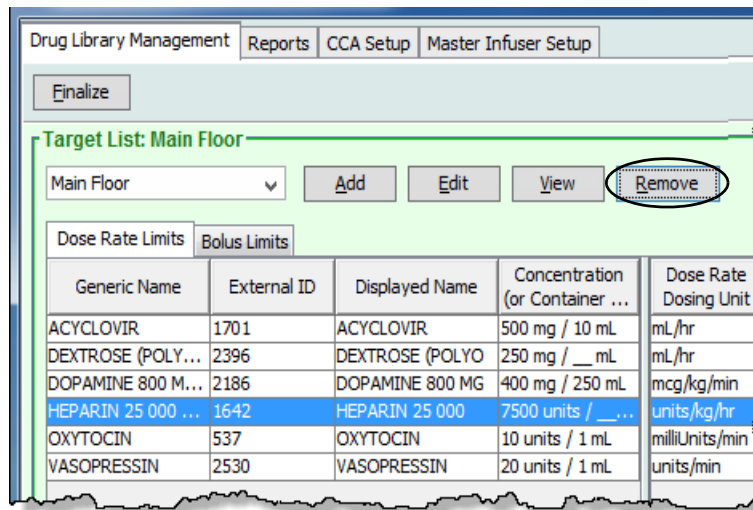 Drug Library Management Reports CCA Setup Master Infuser Setup
Finalize
Target List: Main Floor
Main Floor Add Edit View Remove
Dose Rate Limits Bolus Limits
Generic Name External ID Displayed Name Concentration (or Container ... Dose Rate Dosing Unit
ACYCLOVIR 1701 ACYCLOVIR 500 mg / 10 mL mL/hr
DEXTROSE (POLY... 2396 DEXTROSE (POLYO 250 mg / __ mL mL/hr
DOPAMINE 800 M... 2186 DOPAMINE 800 MG 400 mg / 250 mL mcg/kg/min
HEPARIN 25 000 ... 1642 HEPARIN 25 000 7500 units / __... units/kg/hr
OXYTOCIN 537 OXYTOCIN 10 units / 1 mL milliUnits/min
VASOPRESSIN 2530 VASOPRESSIN 20 units / 1 mL units/min